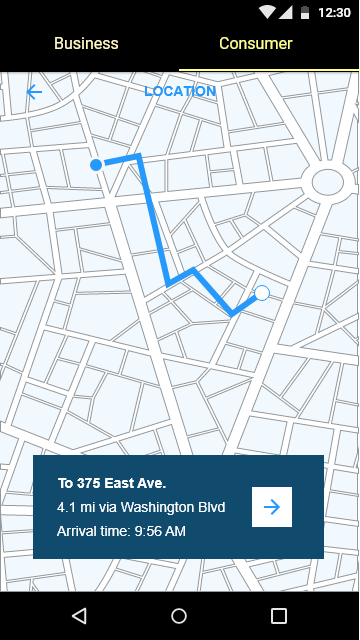 12:30
Business Consumer
LOCATION
To 375 East Ave.
4.1 mi via Washington Blvd
Arrival time: 9:56 AM